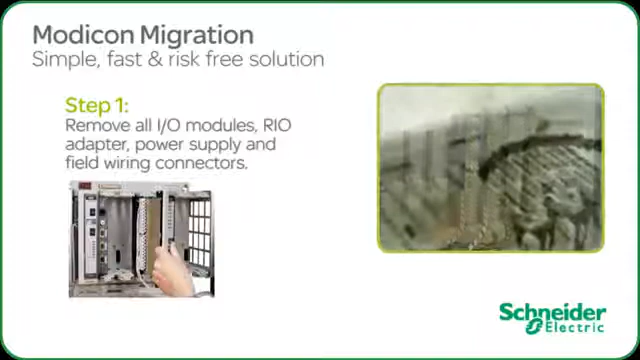 Modicon Migration
Simple, fast & risk free solution
Step 1:
Remove all I/O modules, RIO
adapter, power supply and
field wiring connectors.
Schneider
Electric